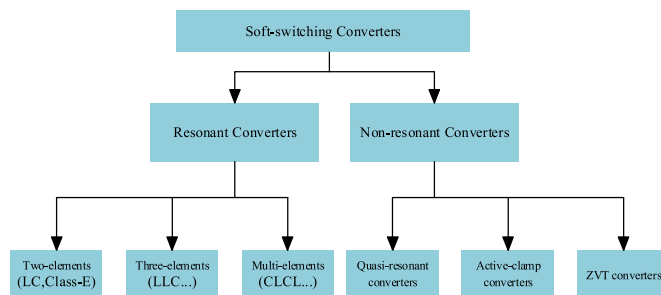 Soft-switching Converters
Resonant Converters
Non-resonant Converters
Two-elements
(LC,Class-E)
Three-elements
(LLC...)
Multi-elements
(CLCL...)
Quasi-resonant
converters
Active-clamp
converters
ZVT converters